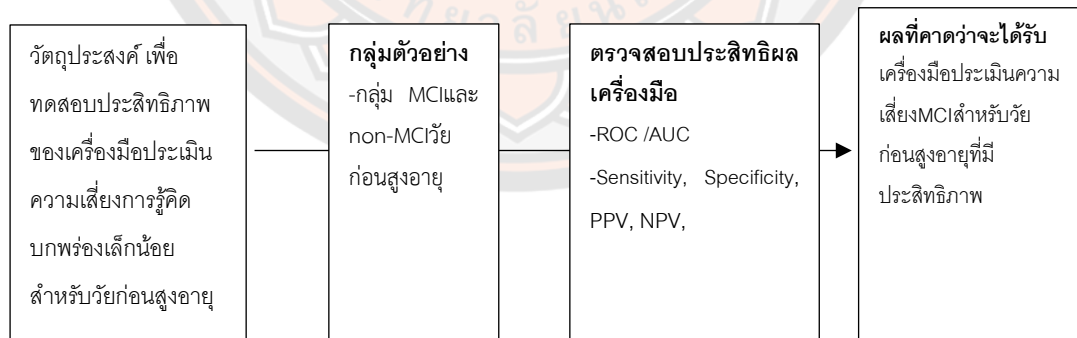 วัตถุประสงค์ เพื่อ
ทดสอบประสิทธิภาพ
ของเครื่องมือประเมิน
ความเสี่ยงการรู้คิด
บกพร่องเล็กน้อย
สำหรับวัยก่อนสูงอายุ
กลุ่มตัวอย่าง
-กลุ่ม MCIและ
non-MCIวัย
ก่อนสูงอายุ
ตรวจสอบประสิทธิผล
เครื่องมือ
-ROC /AUC
-Sensitivity, Specificity,
PPV, NPV,
ผลที่คาดว่าจะได้รับ
เครื่องมือประเมินความ
เสี่ยงMCIสำหรับวัย
ก่อนสูงอายุที่มี
ประสิทธิภาพ